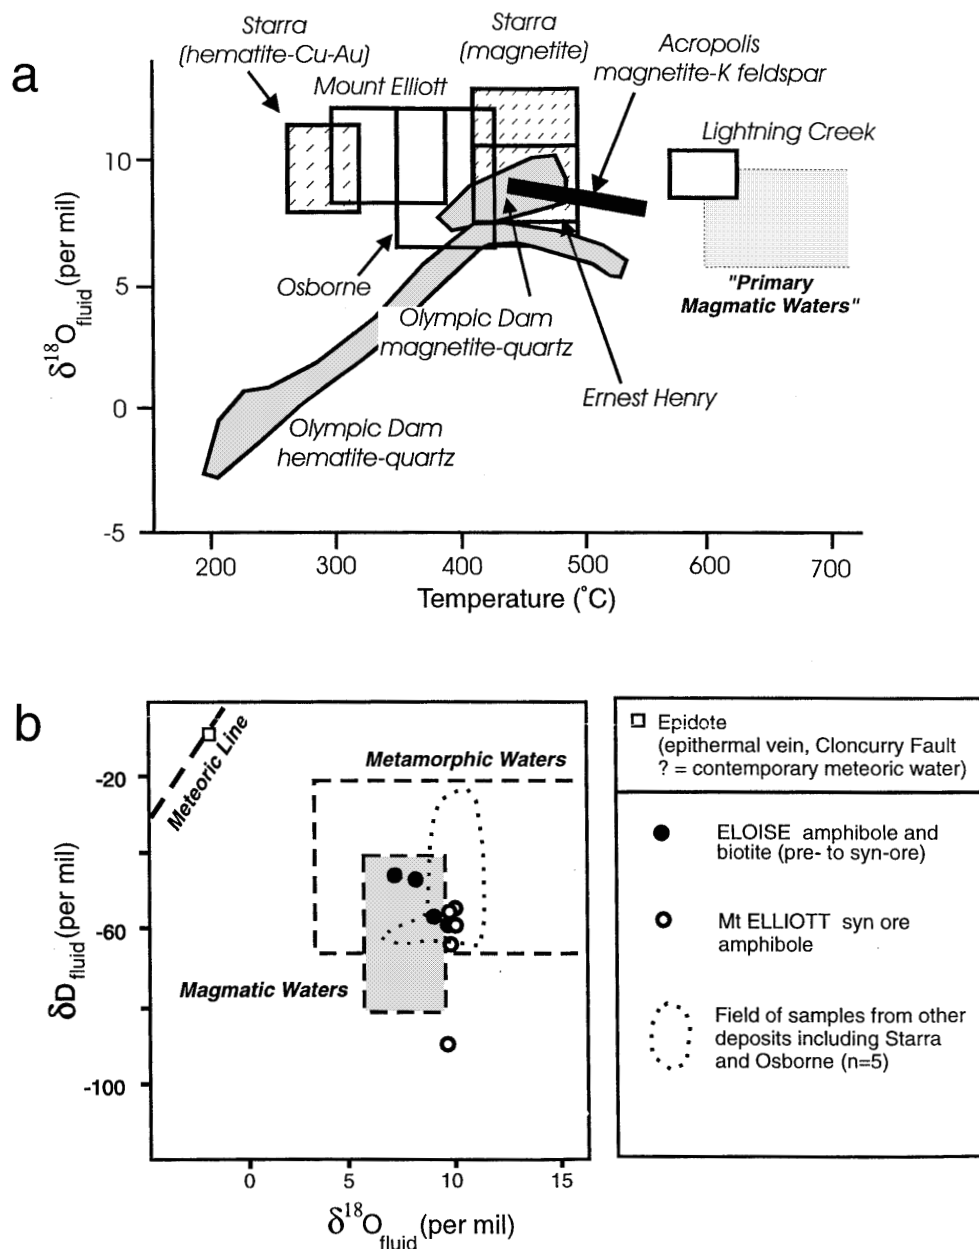 a
Starra
(hematite-Cu-Au)
Mount Elliott
Starra
(magnetite)
Acropolis
magnetite-K feldspar
Lightning Creek
"Primary
Magmatic Waters"
Osborne
Olympic Dam
magnetite-quartz
Ernest Henry
Olympic Dam
hematite-quartz
10
5
0
-5
δ18Ofluid (per mil)
200 300 400 500 600 700
Temperature (˚C)
b
Meteoric Line
Metamorphic Waters
Magmatic Waters
-20
-60
-100
δDfluid (per mil)
0 5 10 15
δ18Ofluid (per mil)
Epidote
(epithermal vein, Cloncurry Fault
? = contemporary meteoric water)
ELOISE amphibole and
biotite (pre- to syn-ore)
Mt ELLIOTT syn ore
amphibole
Field of samples from other
deposits including Starra
and Osborne (n=5)